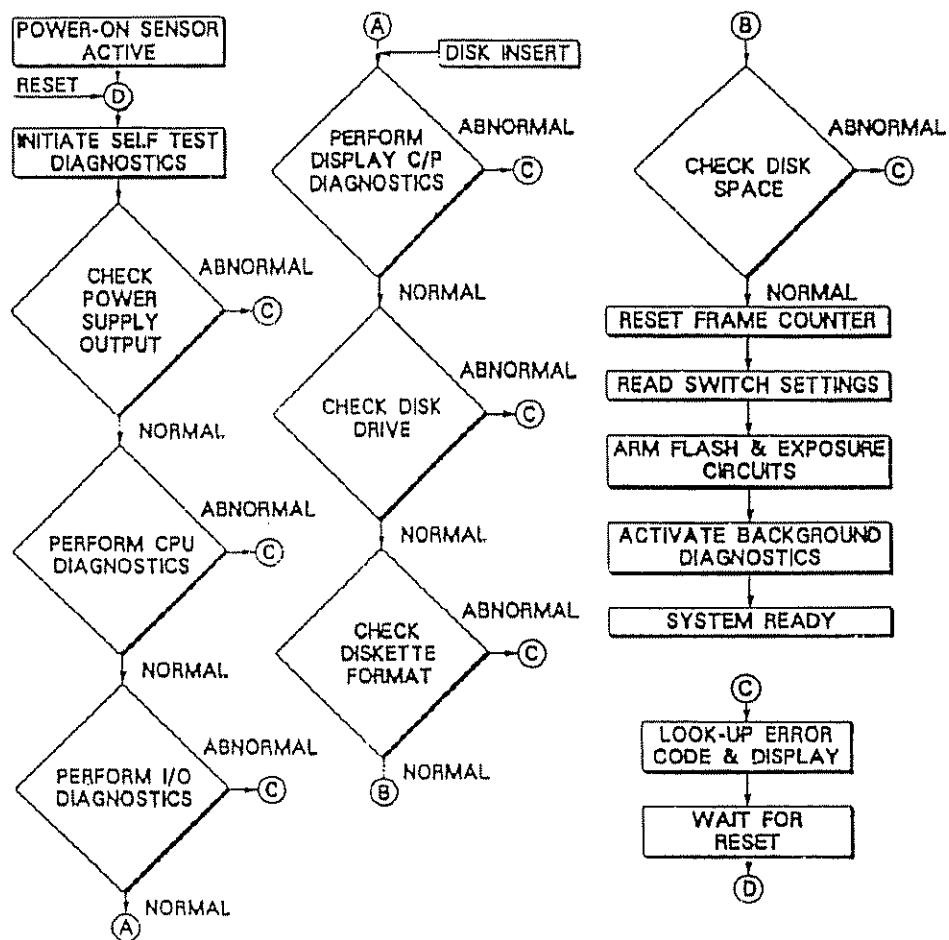 POWER-ON SENSOR
ACTIVE
RESET
D
INITIATE SELF TEST
DIAGNOSTICS
CHECK
POWER
SUPPLY
OUTPUT
ABNORMAL
C
NORMAL
PERFORM CPU
DIAGNOSTICS
ABNORMAL
C
NORMAL
PERFORM I/O
DIAGNOSTICS
ABNORMAL
C
NORMAL
A
A
DISK INSERT
PERFORM
DISPLAY C/P
DIAGNOSTICS
ABNORMAL
C
NORMAL
CHECK DISK
DRIVE
ABNORMAL
C
NORMAL
CHECK
DISKETTE
FORMAT
ABNORMAL
C
NORMAL
B
B
CHECK DISK
SPACE
ABNORMAL
C
NORMAL
RESET FRAME COUNTER
READ SWITCH SETTINGS
ARM FLASH & EXPOSURE
CIRCUITS
ACTIVATE BACKGROUND
DIAGNOSTICS
SYSTEM READY
C
LOOK-UP ERROR
CODE & DISPLAY
WAIT FOR
RESET
D